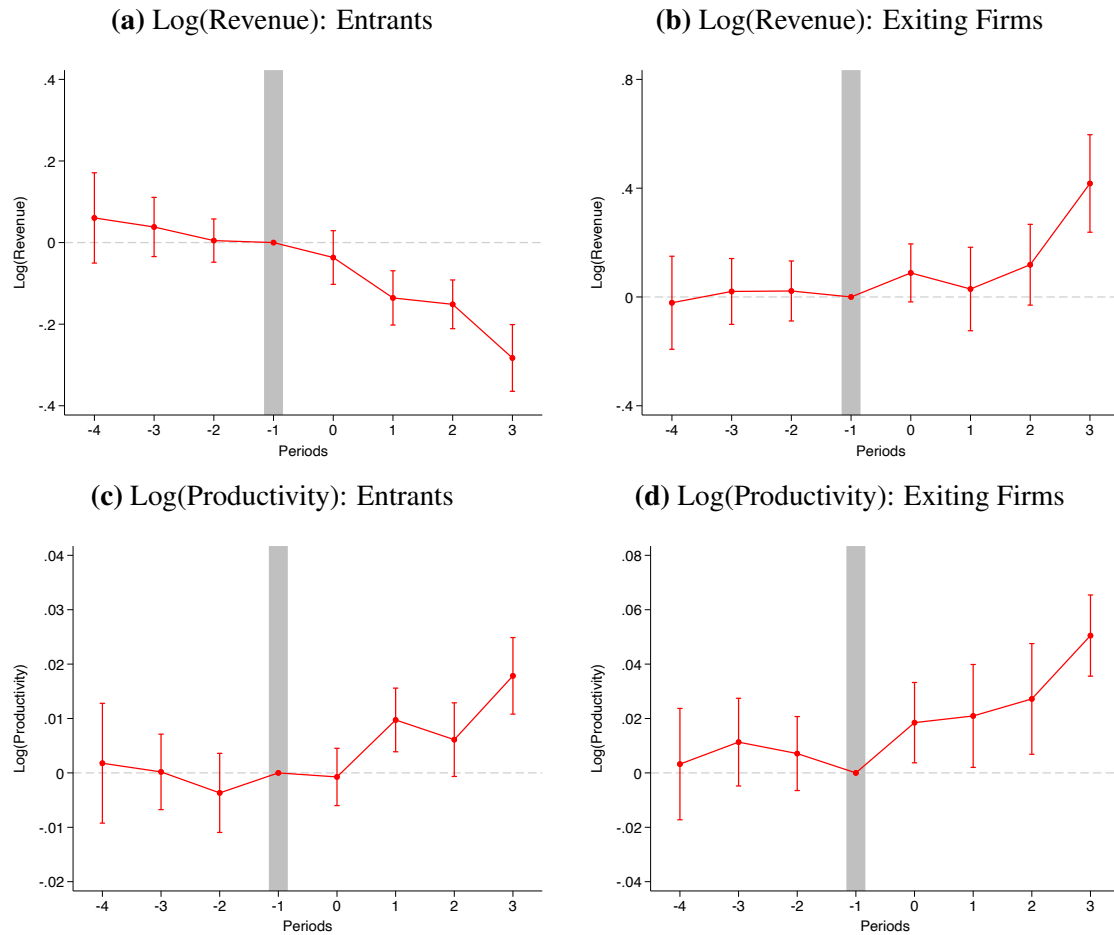 (a) Log(Revenue): Entrants
.4
.2
0
-.2
-.4
Log(Revenue)
-4 -3 -2 -1 0 1 2 3
Periods
(b) Log(Revenue): Exiting Firms
.8
.4
0
-.4
Log(Revenue)
-4 -3 -2 -1 0 1 2 3
Periods
(c) Log(Productivity): Entrants
.04
.03
.02
.01
0
-.01
-.02
Log(Productivity)
-4 -3 -2 -1 0 1 2 3
Periods
(d) Log(Productivity): Exiting Firms
.08
.06
.04
.02
0
-.02
-.04
Log(Productivity)
-4 -3 -2 -1 0 1 2 3
Periods